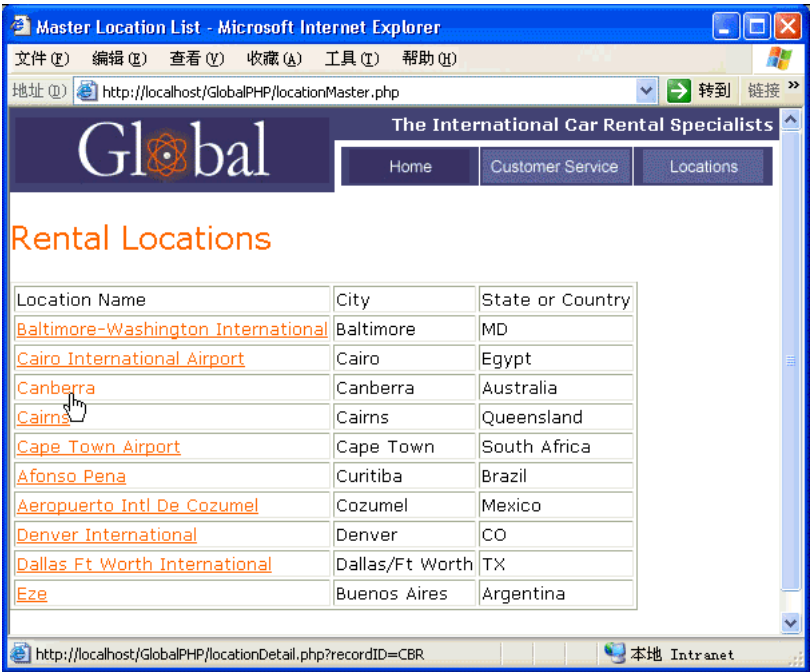 Master Location List - Microsoft Internet Explorer
文件(F) 编辑(E) 查看(V) 收藏(A) 工具(T) 帮助(H)
地址(D) http://localhost/GlobalPHP/locationMaster.php 转到 链接 »
Global
The International Car Rental Specialists
Home Customer Service Locations
Rental Locations
Location Name City State or Country
Baltimore-Washington International Baltimore MD
Cairo International Airport Cairo Egypt
Canberra Canberra Australia
Cairns Cairns Queensland
Cape Town Airport Cape Town South Africa
Afonso Pena Curitiba Brazil
Aeropuerto Intl De Cozumel Cozumel Mexico
Denver International Denver CO
Dallas Ft Worth International Dallas/Ft Worth TX
Eze Buenos Aires Argentina
http://localhost/GlobalPHP/locationDetail.php?recordID=CBR 本地 Intranet